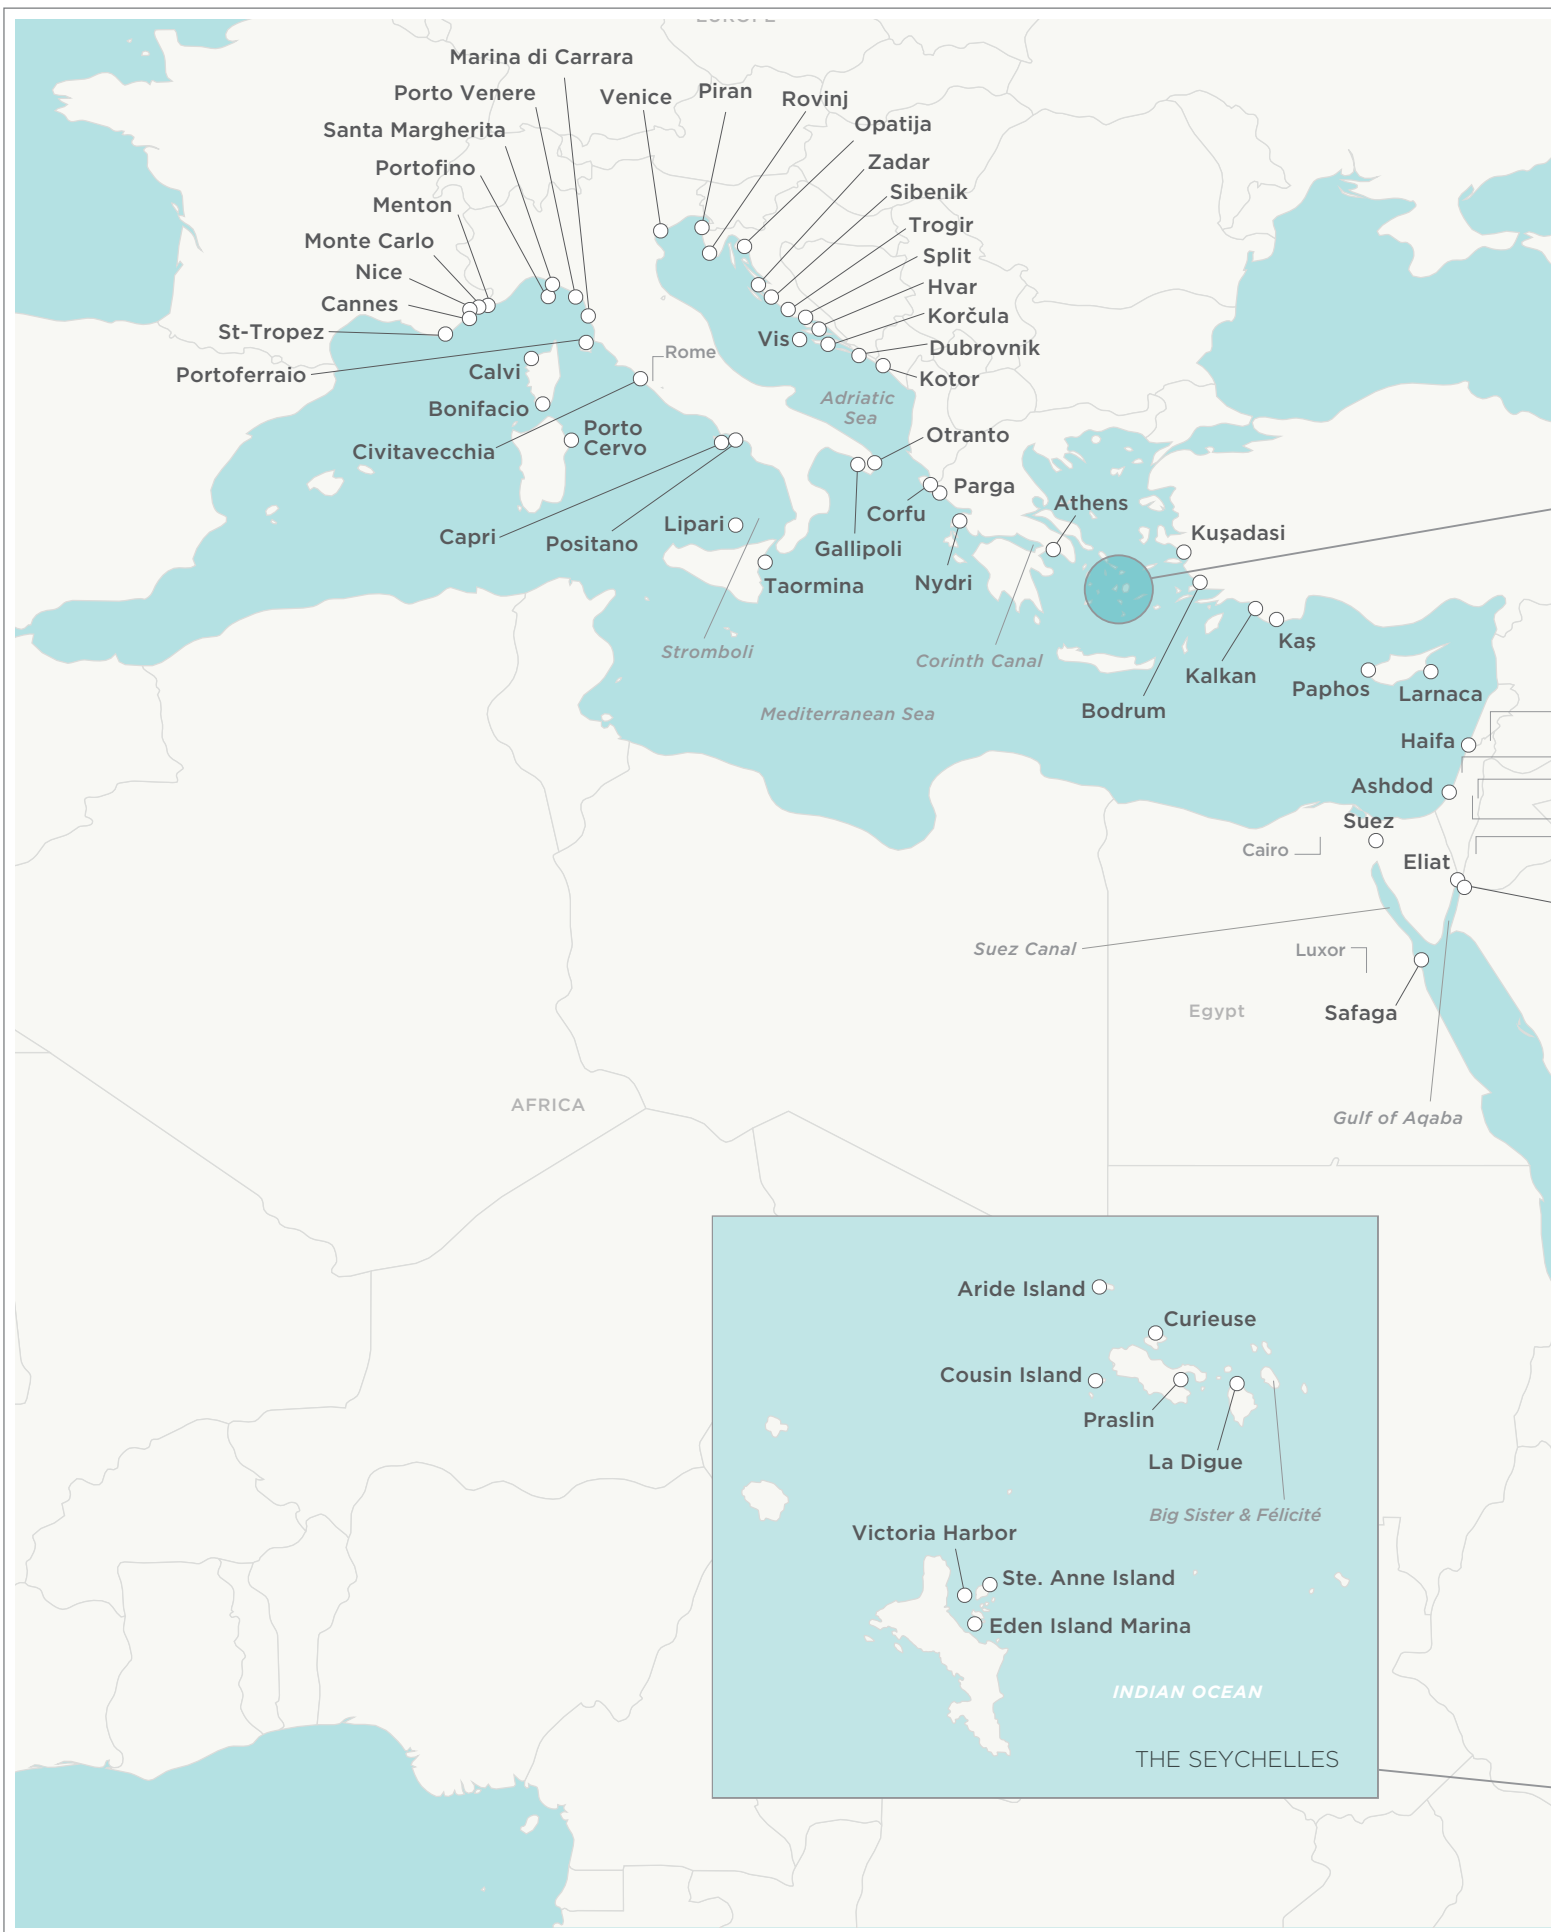 EUROPE
Marina di Carrara
Porto Venere
Venice
Piran
Rovinj
Santa Margherita
Opatija
Portofino
Zadar
Sibenik
Menton
Trogir
Monte Carlo
Split
Nice
Hvar
Cannes
Korčula
St-Tropez
Vis
Dubrovnik
Rome
Portoferraio
Calvi
Kotor
Adriatic
Sea
Bonifacio
Porto
Cervo
Otranto
Civitavecchia
Parga
Athens
Corfu
Lipari
Capri
Positano
Gallipoli
Kuşadasi
Taormina
Nydri
Kaş
Stromboli
Corinth Canal
Kalkan
Paphos
Larnaca
Bodrum
Mediterranean Sea
Haifa
Ashdod
Suez
Cairo
Eliat
Suez Canal
Luxor
Egypt
Safaga
AFRICA
Gulf of Aqaba
Aride Island
Curieuse
Cousin Island
Praslin
La Digue
Big Sister & Félicité
Victoria Harbor
Ste. Anne Island
Eden Island Marina
INDIAN OCEAN
THE SEYCHELLES